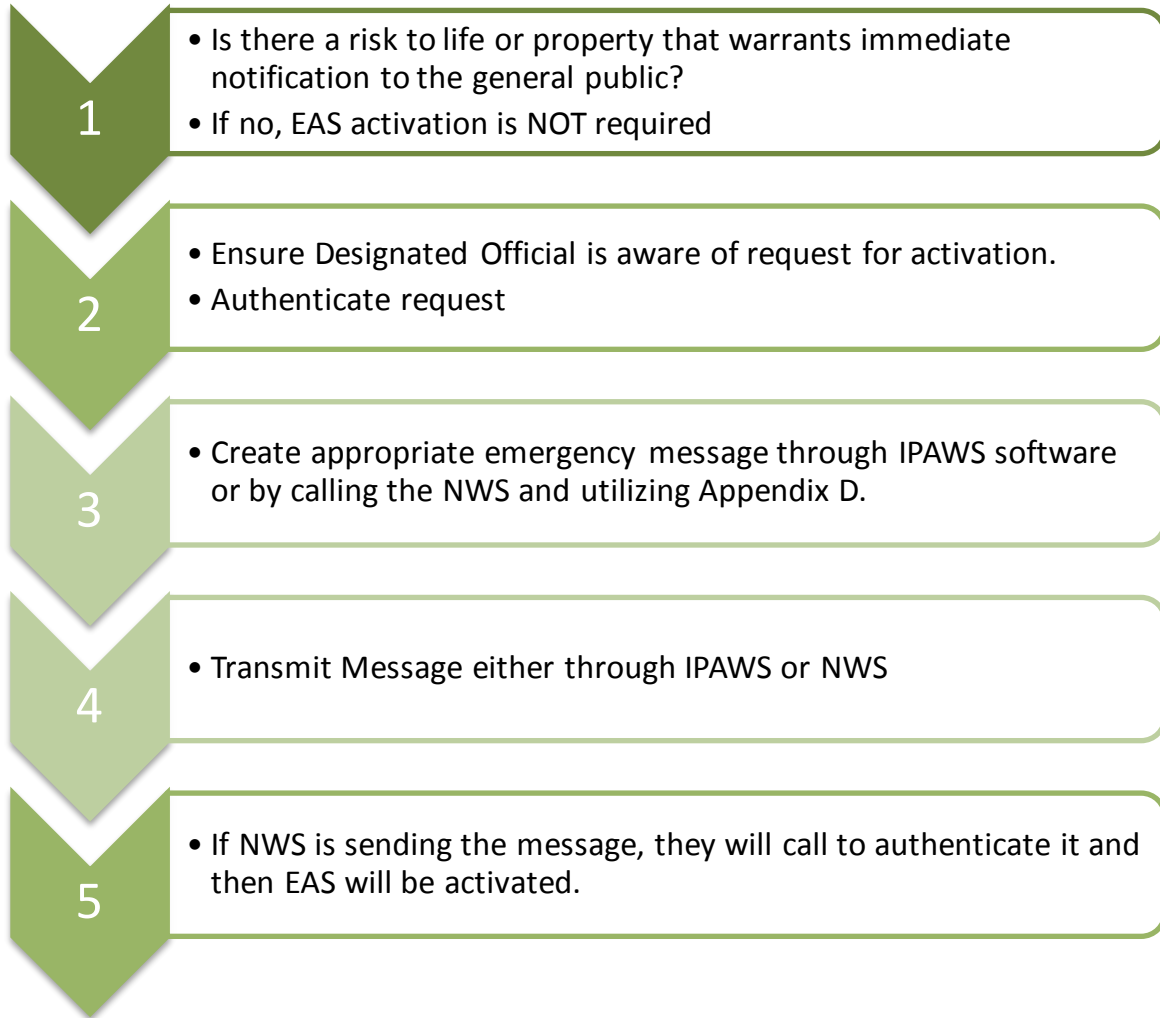 1
• Is there a risk to life or property that warrants immediate
notification to the general public?
• If no, EAS activation is NOT required
2
• Ensure Designated Official is aware of request for activation.
• Authenticate request
3
• Create appropriate emergency message through IPAWS software
or by calling the NWS and utilizing Appendix D.
4
• Transmit Message either through IPAWS or NWS
5
• If NWS is sending the message, they will call to authenticate it and
then EAS will be activated.